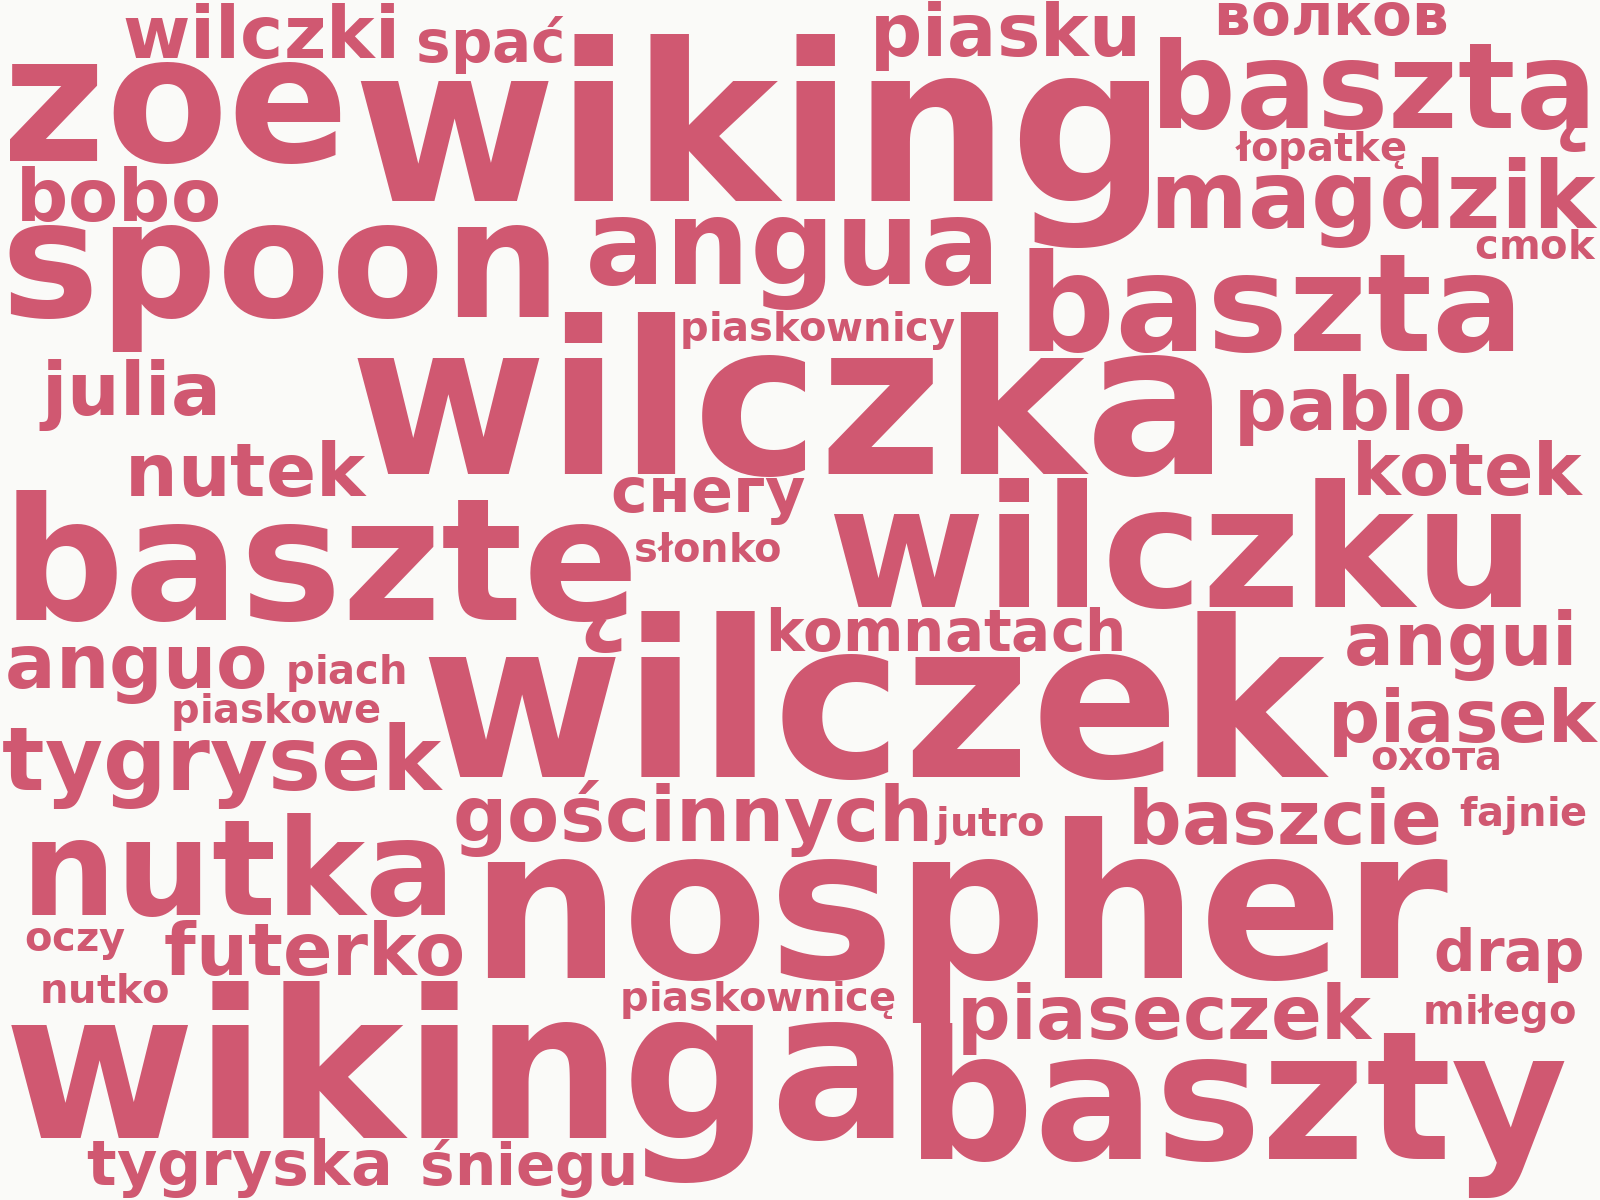 wilczki spać piasku волков
zoe wiking basztą
łopatkę
bobo magdzik
spoon angua cmok
baszta
piaskownicy
julia wilczka pablo
nutek kotek
снегу
basztę słonko wilczku
komnatach angui
anguo piach
piaskowe wilczek piasek
tygrysek охота
gościnnych jutro baszcie fajnie
nutka nospher
oczy futerko drap
nutko piaskownicę piaseczek miłego
wikinga baszty
tygryska śniegu